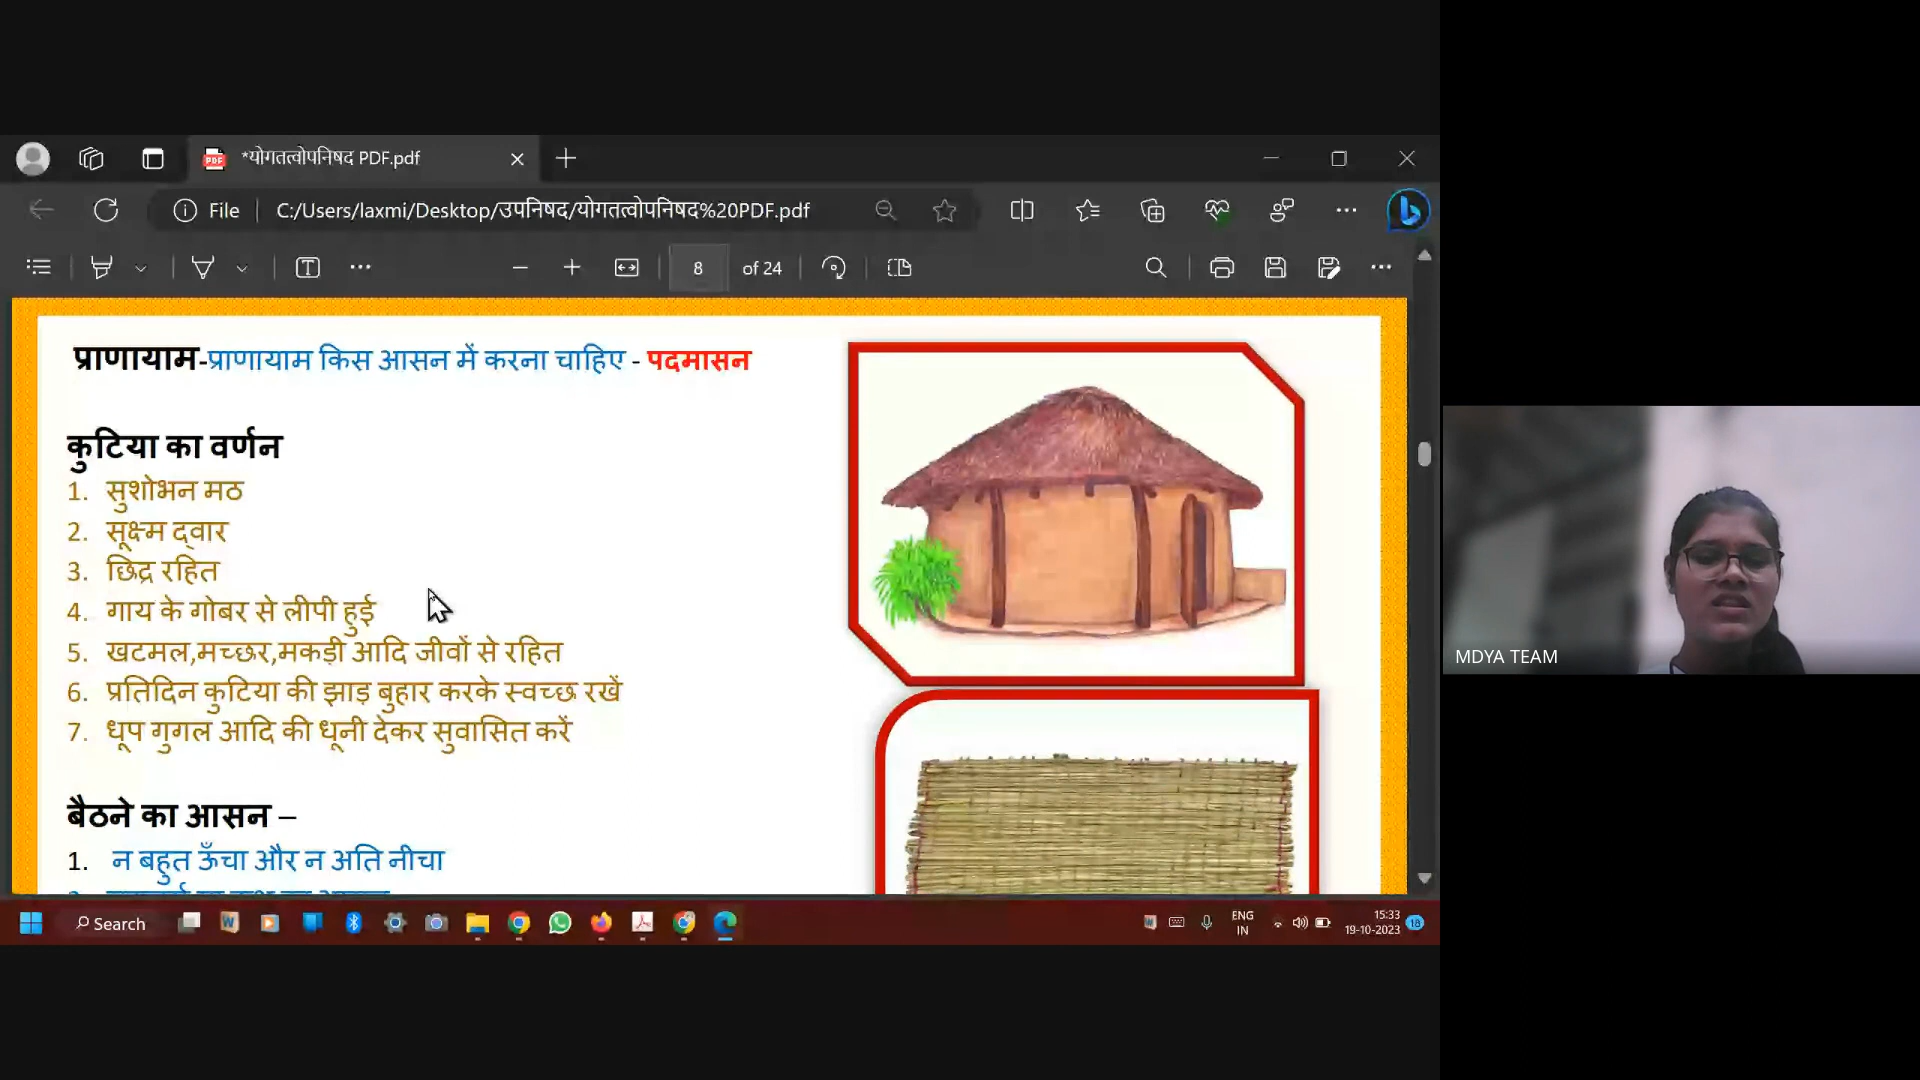 *योगतत्वोपनिषद PDF.pdf
File
C:/Users/laxmi/Desktop/उपनिषद/योगतत्वोपनिषद%20PDF.pdf
8 of 24
प्राणायाम-प्राणायाम किस आसन में करना चाहिए - पदमासन
कुटिया का वर्णन
1. सुशोभन मठ
2. सूक्ष्म द्वार
3. छिद्र रहित
4. गाय के गोबर से लीपी हुई
5. खटमल,मच्छर,मकड़ी आदि जीवों से रहित
6. प्रतिदिन कुटिया की झाड़ बुहार करके स्वच्छ रखें
7. धूप गुगल आदि की धूनी देकर सुवासित करें
बैठने का आसन –
1. न बहुत ऊँचा और न अति नीचा
MDYA TEAM
Search
ENG
IN
15:33
19-10-2023
18